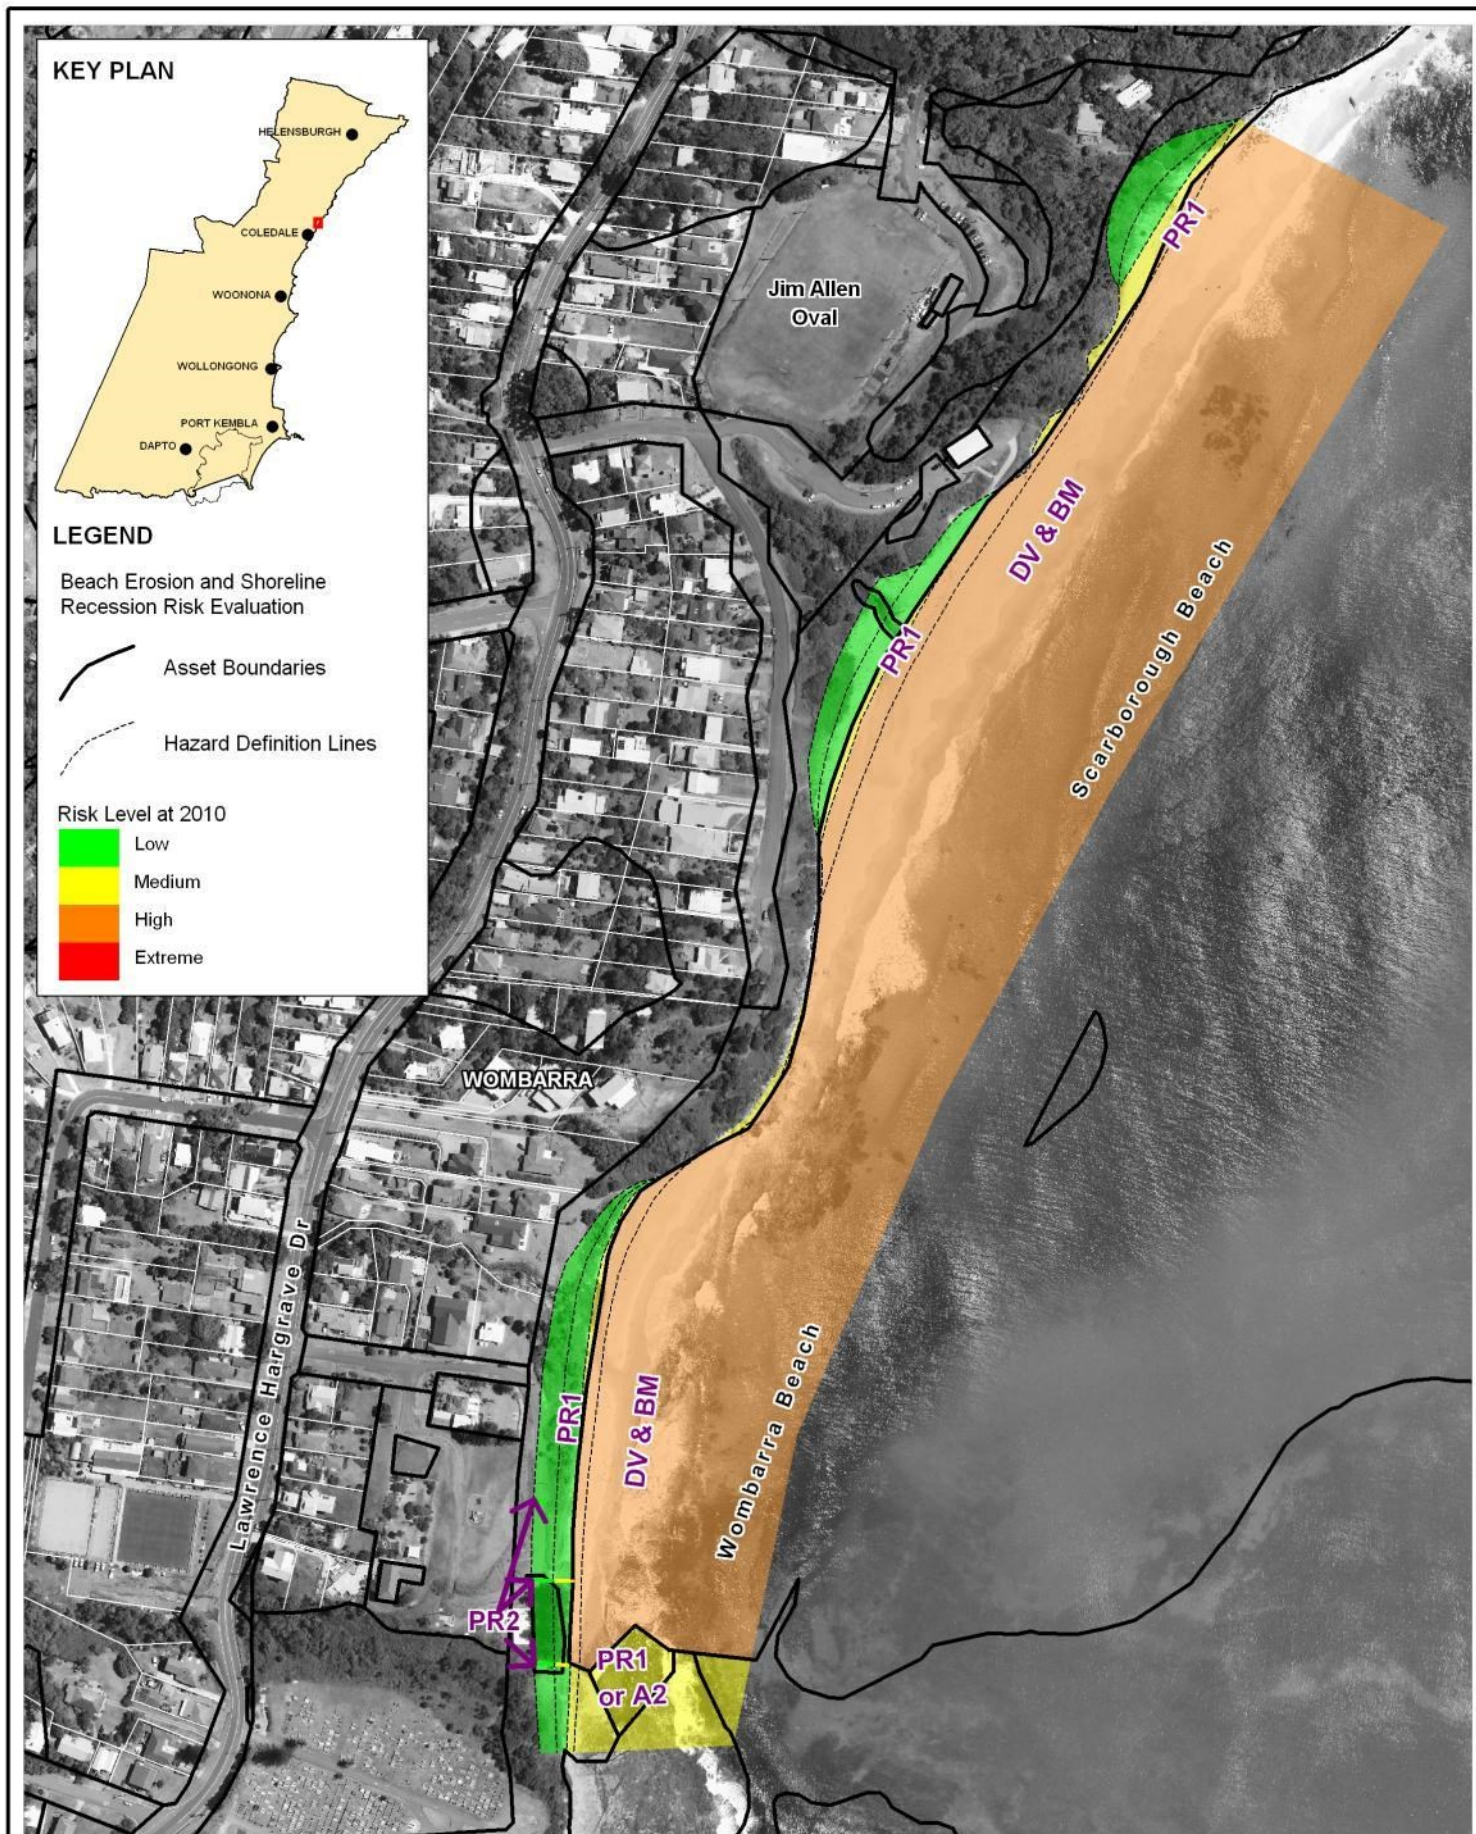 KEY PLAN
HELENSBURGH
COLEDALE
WOONONA
WOLLONGONG
PORT KEMBLA
DAPTO
LEGEND
Beach Erosion and Shoreline
Recession Risk Evaluation
Asset Boundaries
Hazard Definition Lines
Risk Level at 2010
Low
Medium
High
Extreme
Jim Allen
Oval
PR1
DV & BM
Scarborough Beach
PR1
WOMBARRA
Lawrence Hargrave Dr
PR1
DV & BM
Wombarra Beach
PR2
PR1
or A2